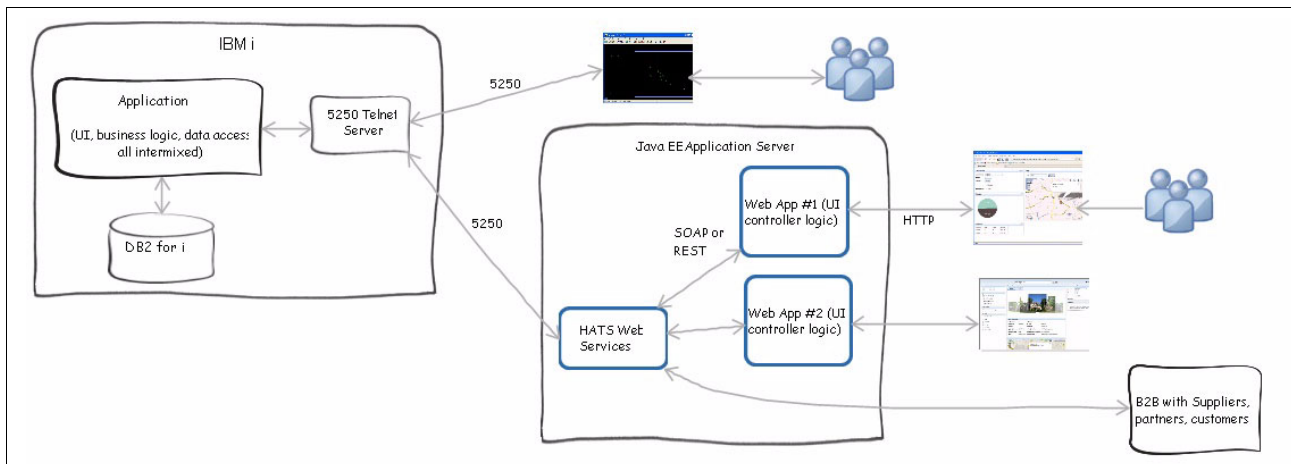 IBM i
Application
(UI, business logic, data access
all intermixed)
5250 Telnet
Server
DB2 for i
5250
5250
Java EEApplication Server
Web App #1 (UI
controller logic)
HTTP
SOAP or
REST
Web App #2 (UI
controller logic)
HATS Web
Services
B2B with Suppliers,
partners, customers